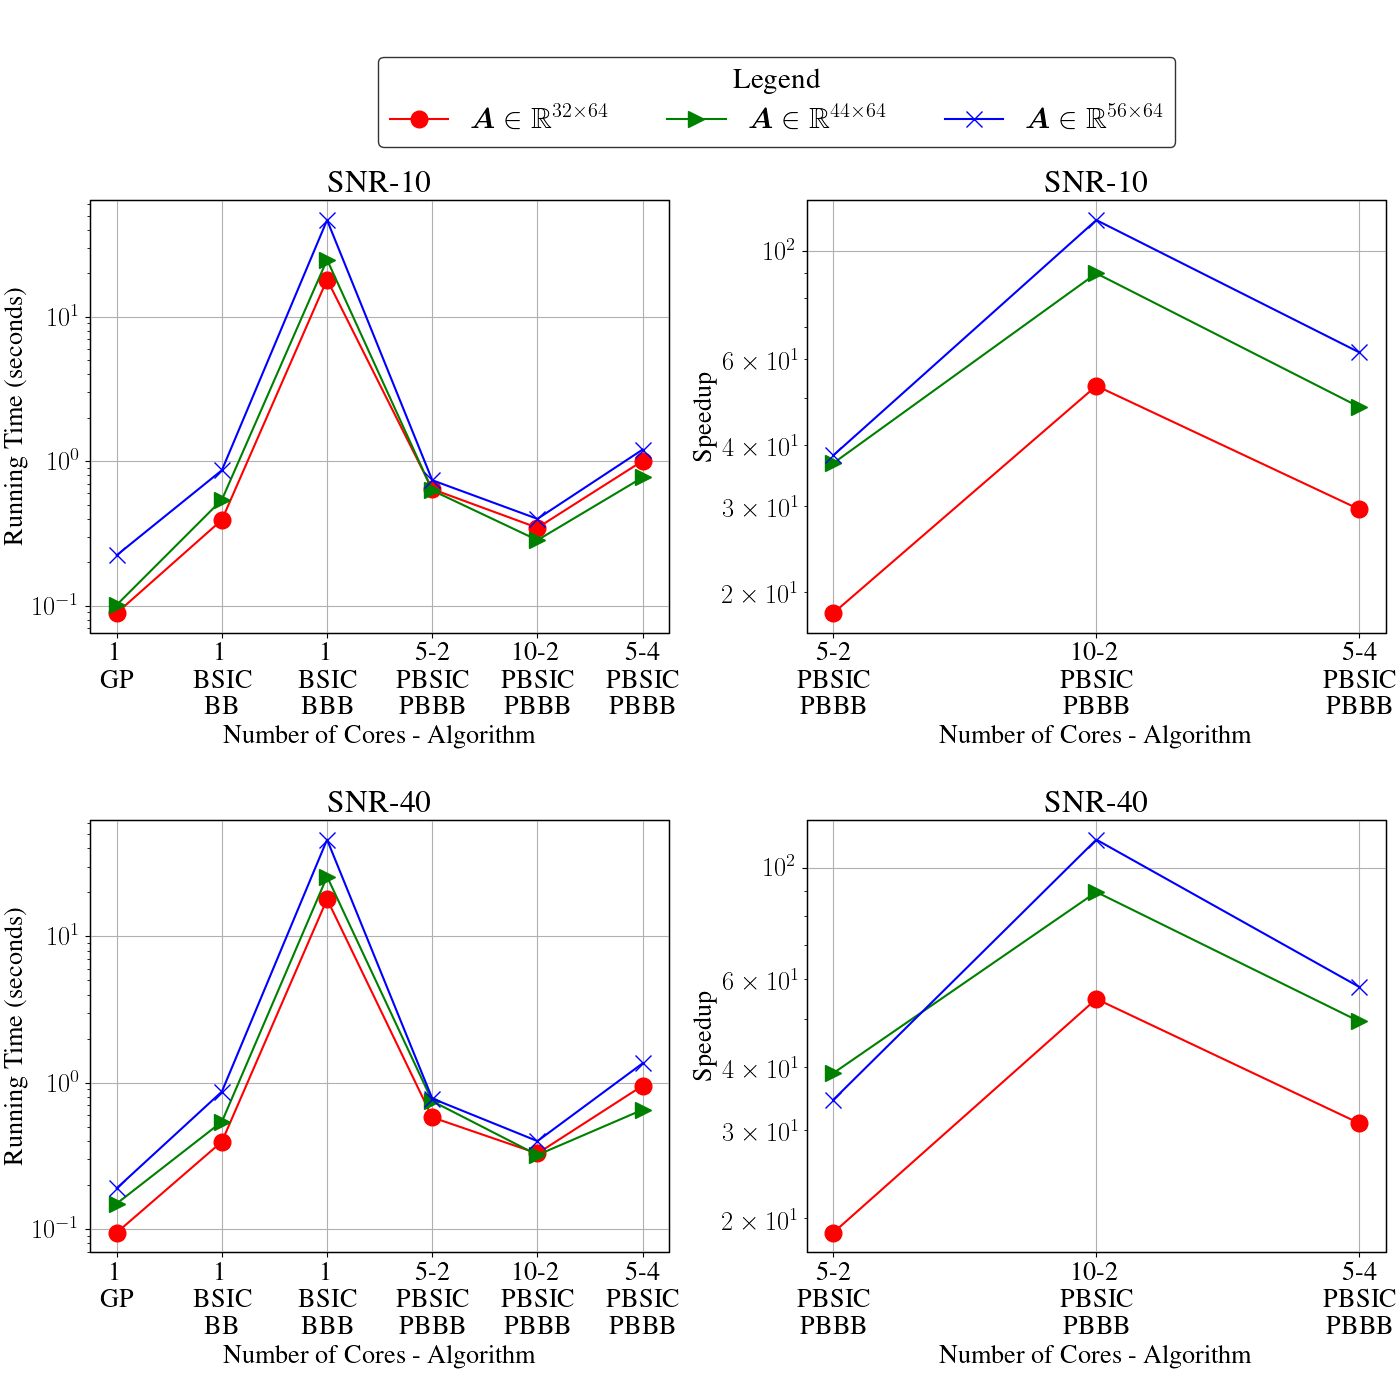 Legend
A ∈ ℝ^{32×64} A ∈ ℝ^{44×64} A ∈ ℝ^{56×64}
SNR-10
Running Time (seconds)
10^1
10^0
10^{-1}
1 1 1 5-2 10-2 5-4
GP BSIC BSIC PBSIC PBSIC PBSIC
BB BBB PBBB PBBB PBBB
Number of Cores - Algorithm
SNR-10
Speedup
10^2
6 × 10^1
4 × 10^1
3 × 10^1
2 × 10^1
5-2 10-2 5-4
PBSIC PBSIC PBSIC
PBBB PBBB PBBB
Number of Cores - Algorithm
SNR-40
Running Time (seconds)
10^1
10^0
10^{-1}
1 1 1 5-2 10-2 5-4
GP BSIC BSIC PBSIC PBSIC PBSIC
BB BBB PBBB PBBB PBBB
Number of Cores - Algorithm
SNR-40
Speedup
10^2
6 × 10^1
4 × 10^1
3 × 10^1
2 × 10^1
5-2 10-2 5-4
PBSIC PBSIC PBSIC
PBBB PBBB PBBB
Number of Cores - Algorithm